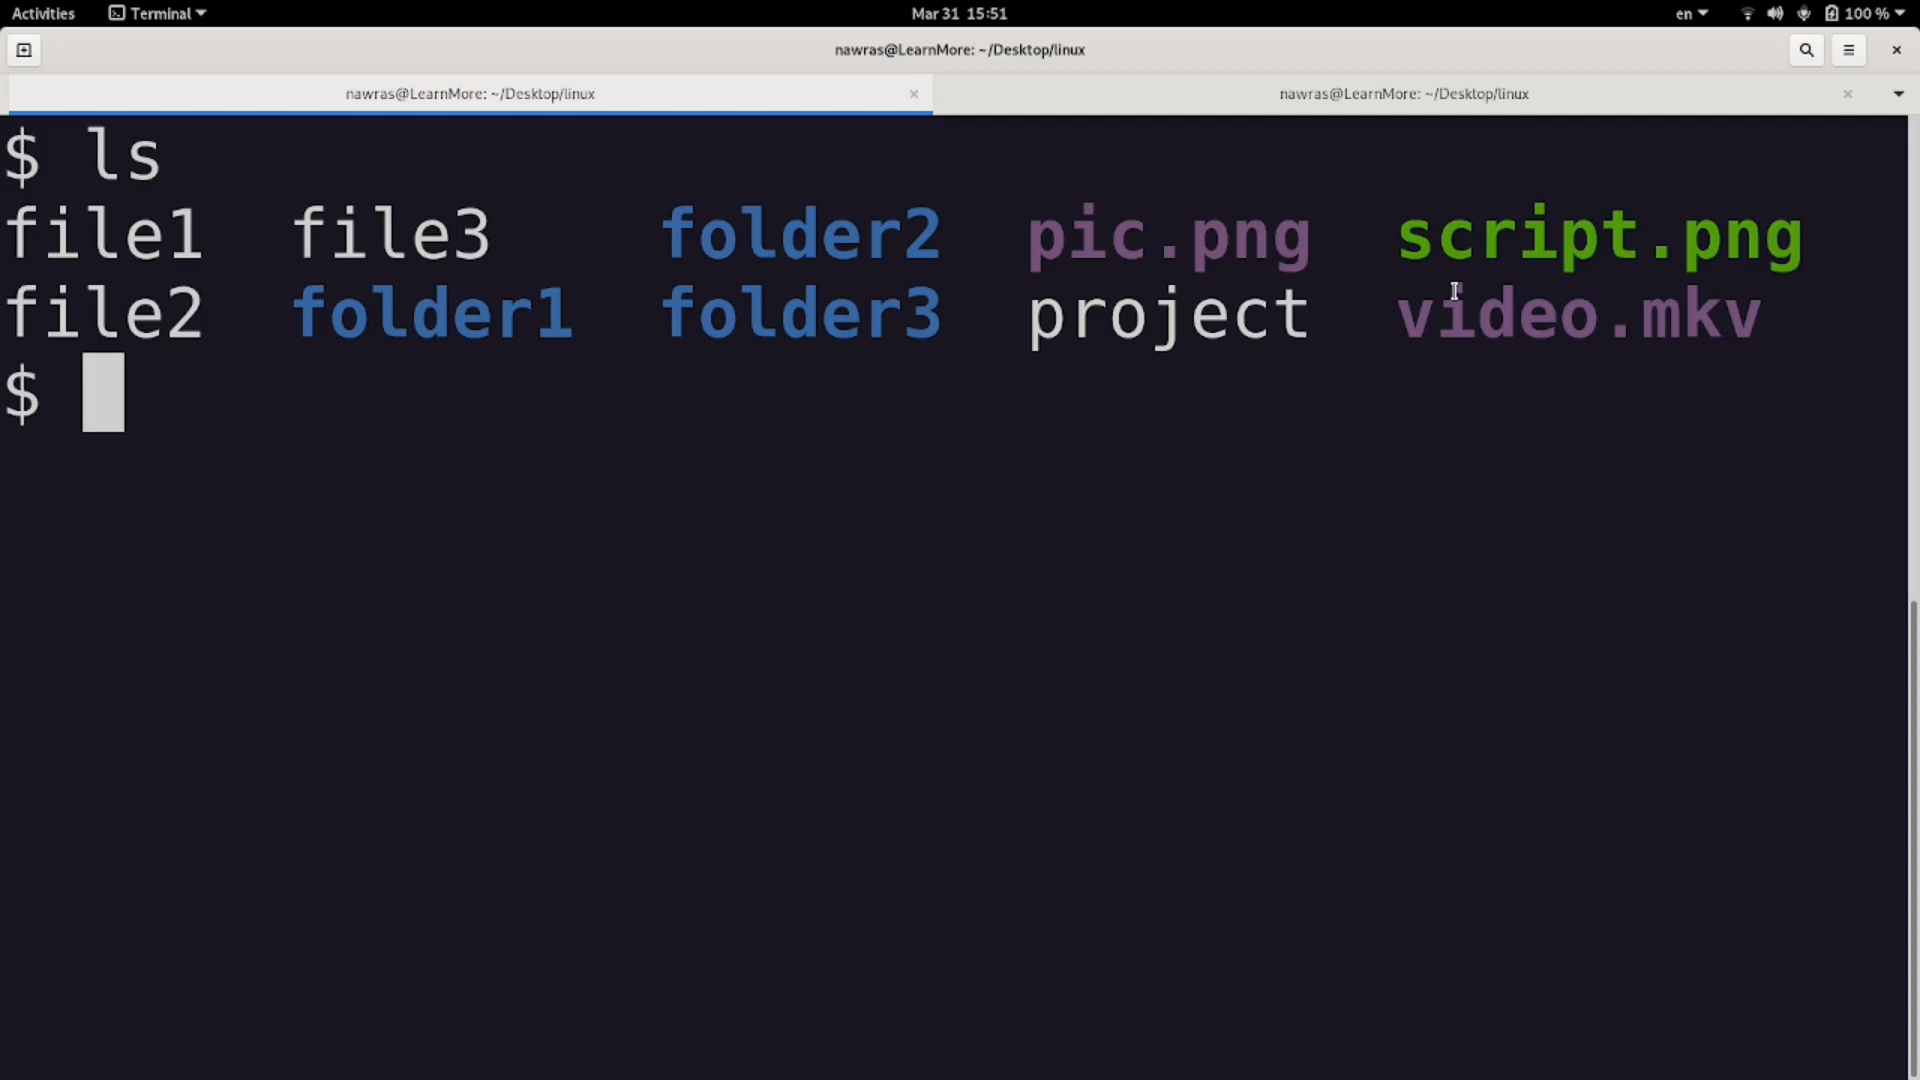 Activities Terminal Mar 31 15:51 en 100 %
nawras@LearnMore: ~/Desktop/linux
nawras@LearnMore: ~/Desktop/linux nawras@LearnMore: ~/Desktop/linux
$ ls
file1 file3 folder2 pic.png script.png
file2 folder1 folder3 project video.mkv
$